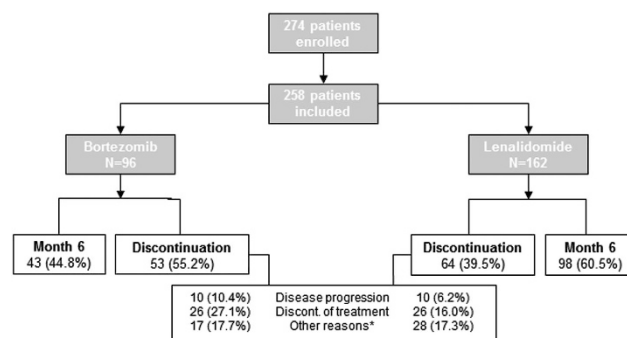 274 patients
enrolled
258 patients
included
Bortezomib
N=96
Lenalidomide
N=162
Month 6
43 (44.8%)
Discontinuation
53 (55.2%)
Discontinuation
64 (39.5%)
Month 6
98 (60.5%)
10 (10.4%) Disease progression 10 (6.2%)
26 (27.1%) Discont. of treatment 26 (16.0%)
17 (17.7%) Other reasons* 28 (17.3%)